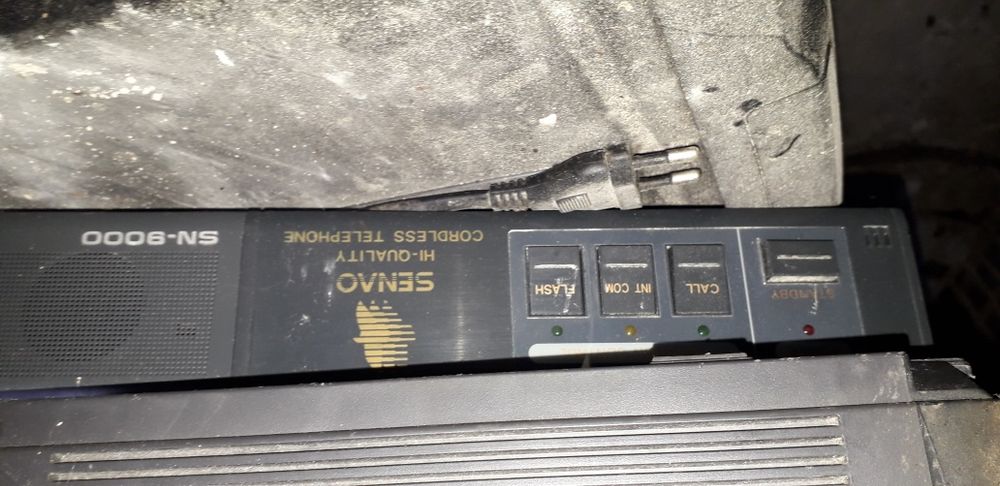 STANDBY
CALL
INT COM
FLASH
SENAO
HI-QUALITY
CORDLESS TELEPHONE
SN-9000